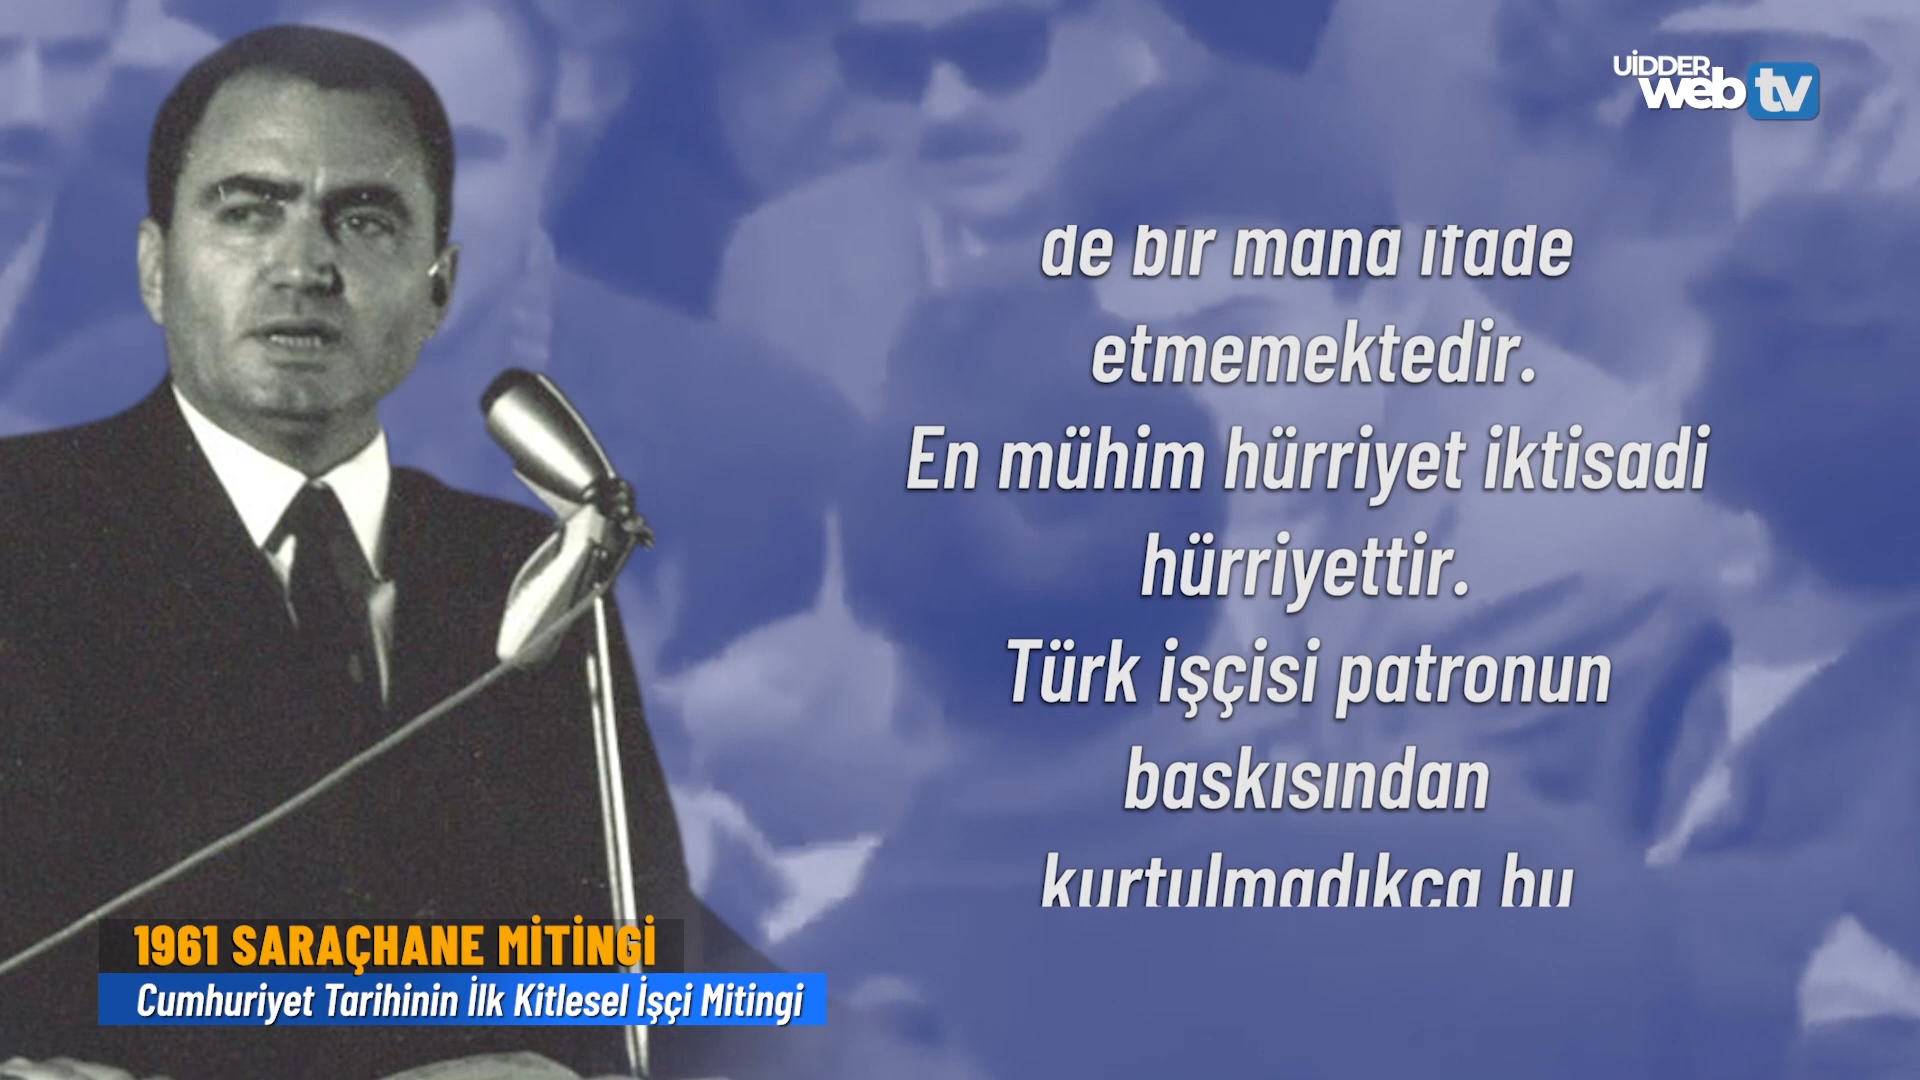 UİDDER
web tv
de bir mana ifade
etmemektedir.
En mühim hürriyet iktisadi
hürriyettir.
Türk işçisi patronun
baskısından
kurtulmadıkça bu
1961 SARAÇHANE MİTİNGİ
Cumhuriyet Tarihinin İlk Kitlesel İşçi Mitingi